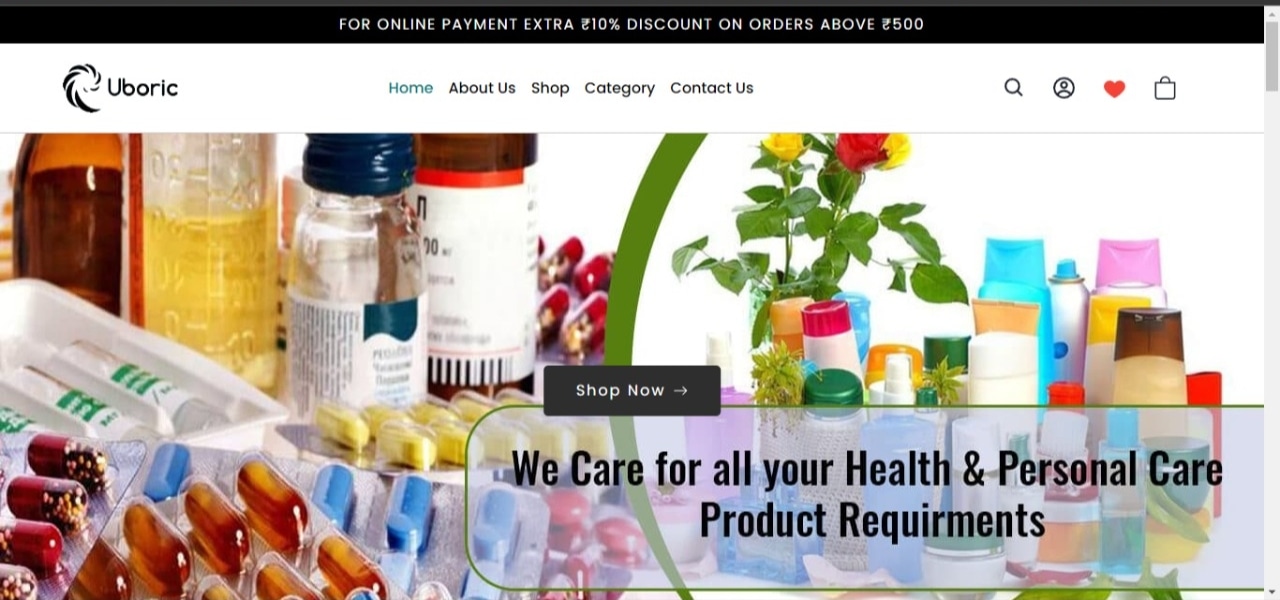 FOR ONLINE PAYMENT EXTRA ₹10% DISCOUNT ON ORDERS ABOVE ₹500
Uboric
Home About Us Shop Category Contact Us
Shop Now →
We Care for all your Health & Personal Care
Product Requirments